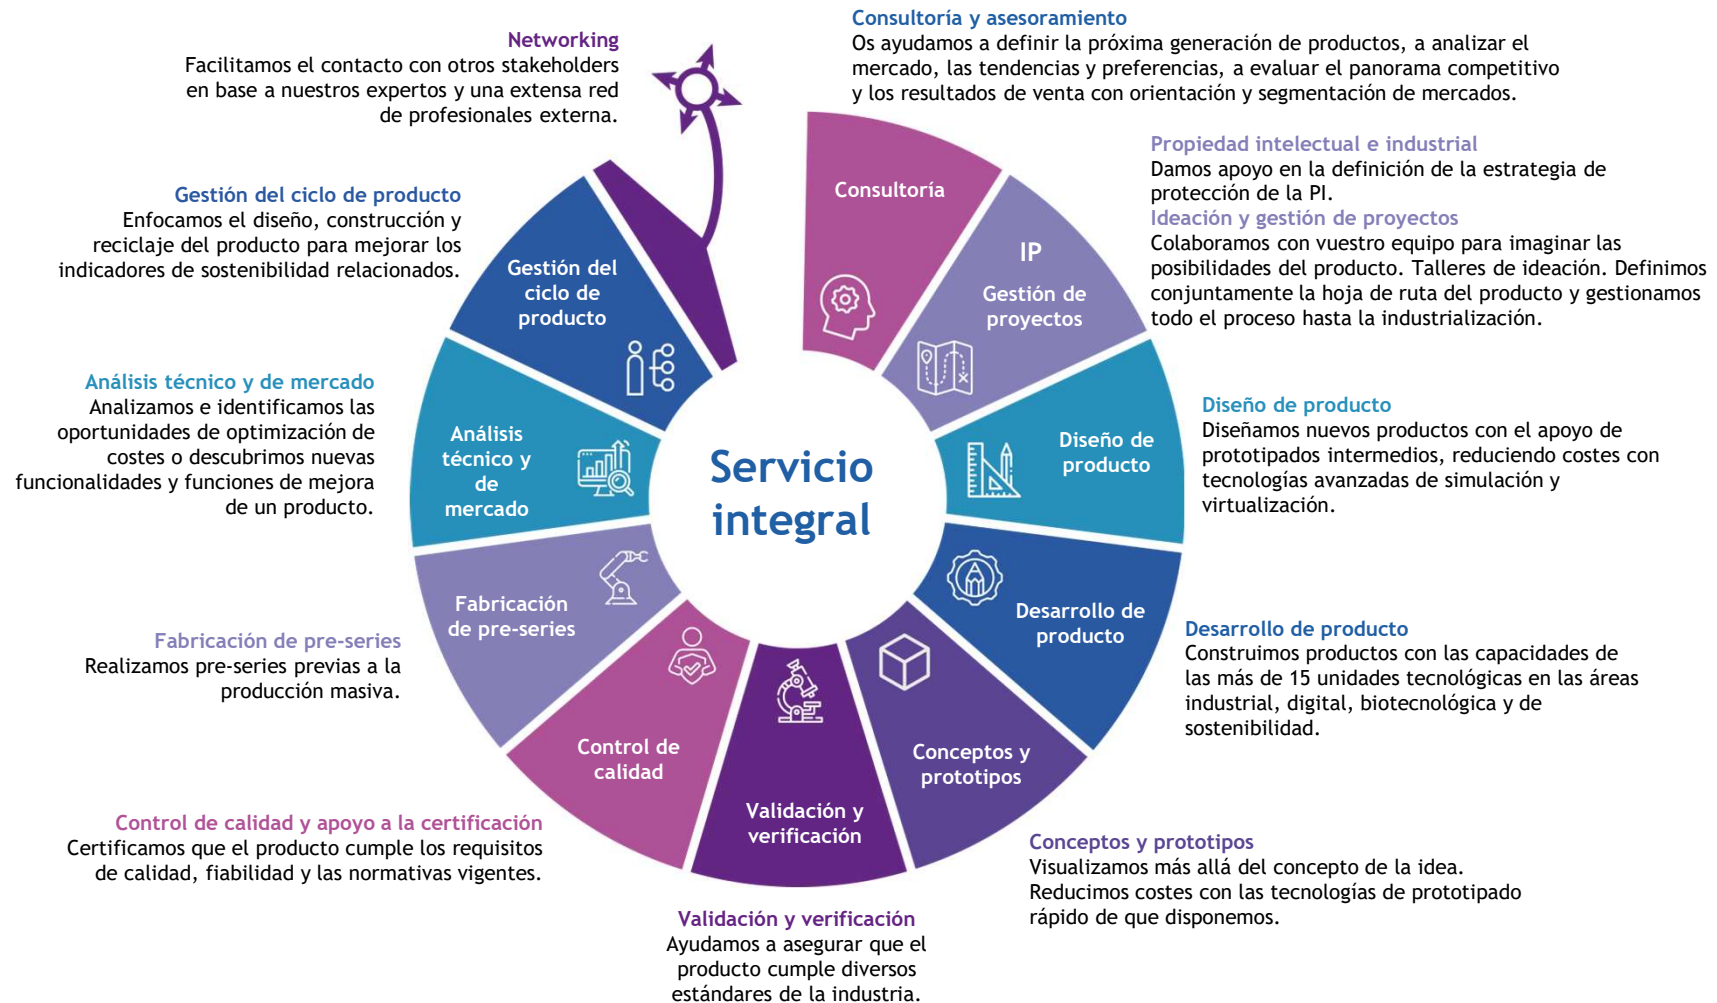 Consultoría y asesoramiento
Os ayudamos a definir la próxima generación de productos, a analizar el
mercado, las tendencias y preferencias, a evaluar el panorama competitivo
y los resultados de venta con orientación y segmentación de mercados.
Propiedad intelectual e industrial
Damos apoyo en la definición de la estrategia de
protección de la PI.
Ideación y gestión de proyectos
Colaboramos con vuestro equipo para imaginar las
posibilidades del producto. Talleres de ideación. Definimos
conjuntamente la hoja de ruta del producto y gestionamos
todo el proceso hasta la industrialización.
Diseño de producto
Diseñamos nuevos productos con el apoyo de
prototipados intermedios, reduciendo costes con
tecnologías avanzadas de simulación y
virtualización.
Desarrollo de producto
Construimos productos con las capacidades de
las más de 15 unidades tecnológicas en las áreas
industrial, digital, biotecnológica y de
sostenibilidad.
Conceptos y prototipos
Visualizamos más allá del concepto de la idea.
Reducimos costes con las tecnologías de prototipado
rápido de que disponemos.
Validación y verificación
Ayudamos a asegurar que el
producto cumple diversos
estándares de la industria.
Control de calidad y apoyo a la certificación
Certificamos que el producto cumple los requisitos
de calidad, fiabilidad y las normativas vigentes.
Fabricación de pre-series
Realizamos pre-series previas a la
producción masiva.
Análisis técnico y de mercado
Analizamos e identificamos las
oportunidades de optimización de
costes o descubrimos nuevas
funcionalidades y funciones de mejora
de un producto.
Gestión del ciclo de producto
Enfocamos el diseño, construcción y
reciclaje del producto para mejorar los
indicadores de sostenibilidad relacionados.
Networking
Facilitamos el contacto con otros stakeholders
en base a nuestros expertos y una extensa red
de profesionales externa.
Consultoría
IP
Gestión de
proyectos
Diseño de
producto
Desarrollo de
producto
Conceptos y
prototipos
Validación y
verificación
Control de
calidad
Fabricación
de pre-series
Análisis
técnico y
de
mercado
Gestión del
ciclo de
producto
Servicio
integral